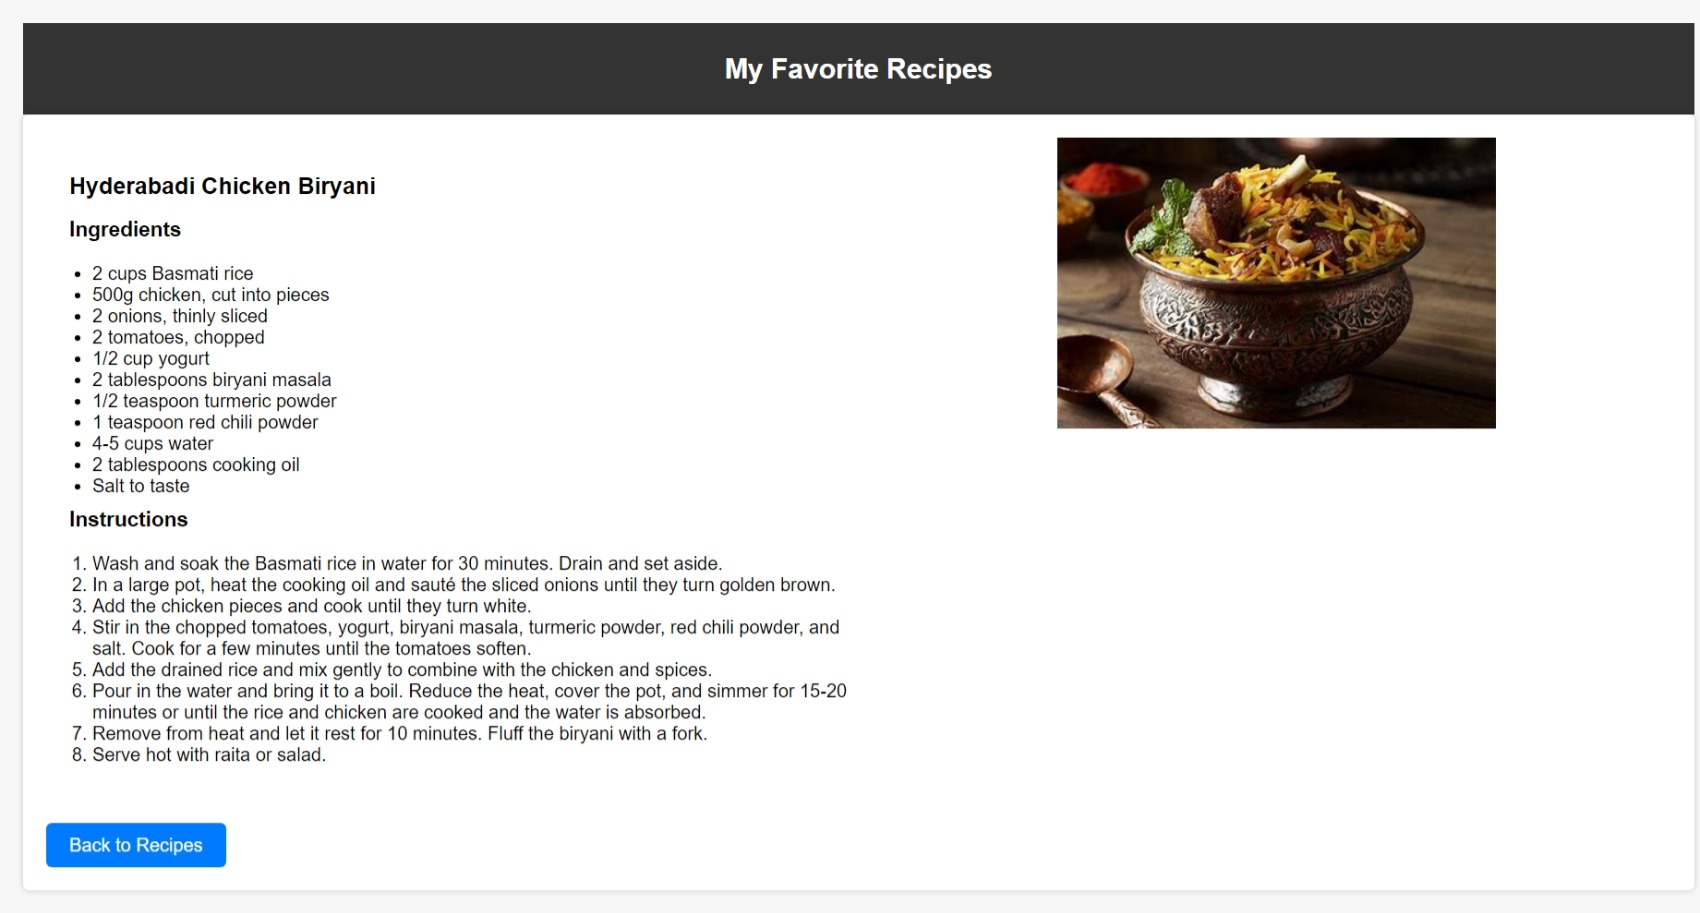 My Favorite Recipes
Hyderabadi Chicken Biryani
Ingredients
• 2 cups Basmati rice
• 500g chicken, cut into pieces
• 2 onions, thinly sliced
• 2 tomatoes, chopped
• 1/2 cup yogurt
• 2 tablespoons biryani masala
• 1/2 teaspoon turmeric powder
• 1 teaspoon red chili powder
• 4-5 cups water
• 2 tablespoons cooking oil
• Salt to taste
Instructions
1. Wash and soak the Basmati rice in water for 30 minutes. Drain and set aside.
2. In a large pot, heat the cooking oil and sauté the sliced onions until they turn golden brown.
3. Add the chicken pieces and cook until they turn white.
4. Stir in the chopped tomatoes, yogurt, biryani masala, turmeric powder, red chili powder, and
salt. Cook for a few minutes until the tomatoes soften.
5. Add the drained rice and mix gently to combine with the chicken and spices.
6. Pour in the water and bring it to a boil. Reduce the heat, cover the pot, and simmer for 15-20
minutes or until the rice and chicken are cooked and the water is absorbed.
7. Remove from heat and let it rest for 10 minutes. Fluff the biryani with a fork.
8. Serve hot with raita or salad.
Back to Recipes